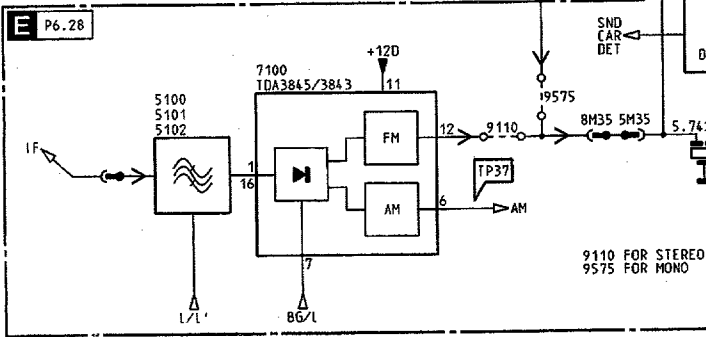 E P6.28
SND
CAR
DET
+12D
7100
TDA3845/3843
11
5100
5101
5102
9575
FM
12
9110
8M35 5M35
IF
1
16
TP37
AM
6
AM
7
L/L'
BG/L
9110 FOR STEREO
9575 FOR MONO